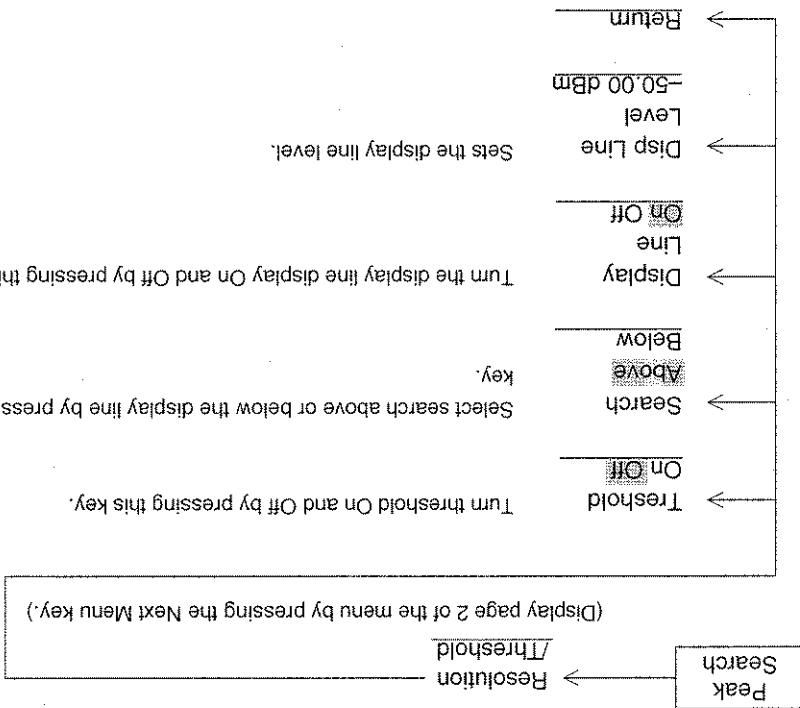 Peak
Search
Resolution
/Threshold
(Display page 2 of the menu by pressing the Next Menu key.)
Treshold
On Off
Turn threshold On and Off by pressing this key.
Search
Above
Below
Select search above or below the display line by press
key.
Display
Line
On Off
Turn the display line display On and Off by pressing thi
Disp Line
Level
–50.00 dBm
Sets the display line level.
Return